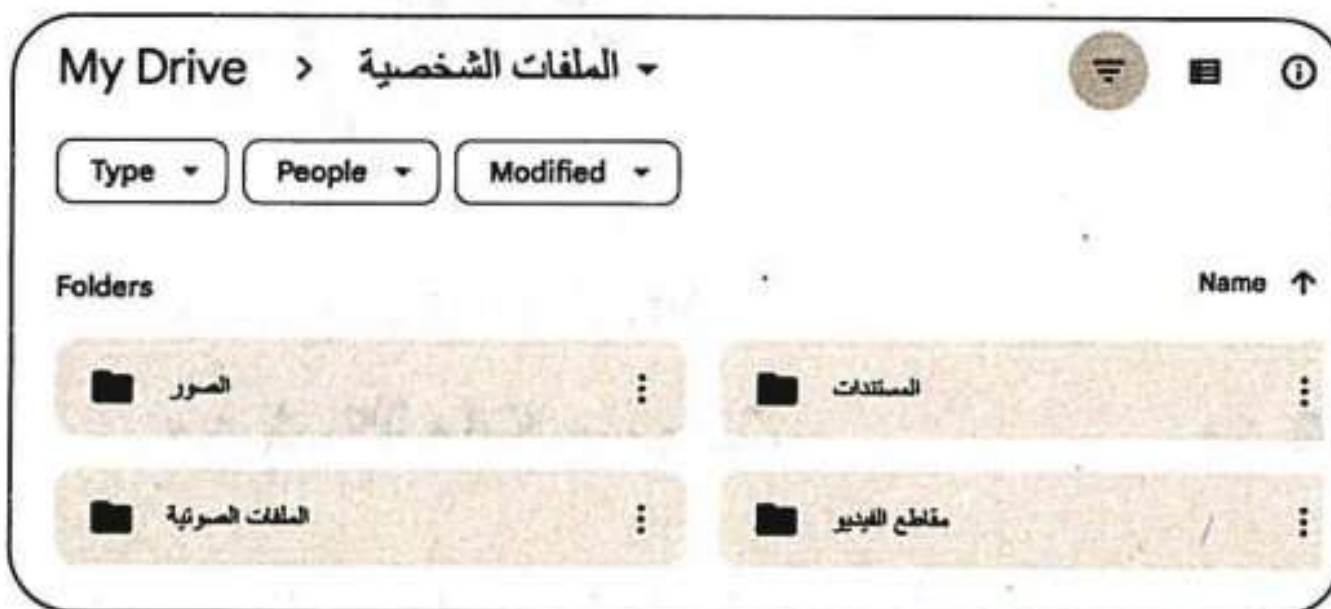 My Drive > الملفات الشخصية
Type People Modified
Folders Name
الصور المستندات
الملفات الصوتية مقاطع الفيديو